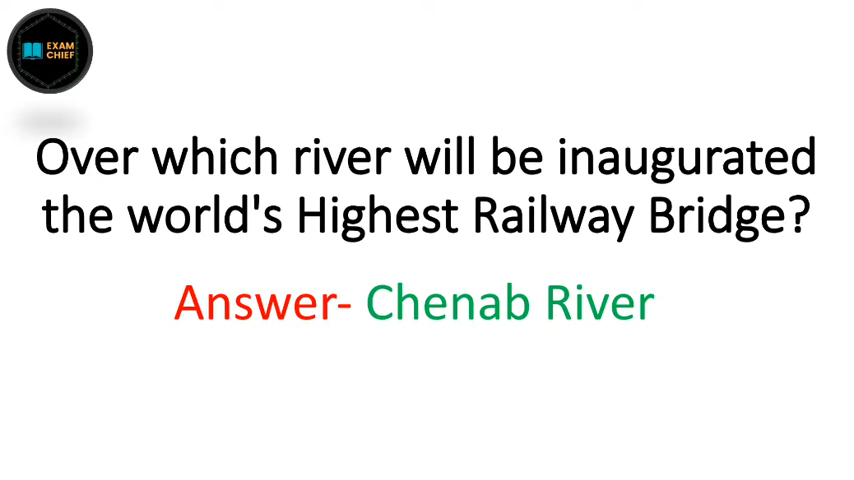 EXAM
CHIEF
Over which river will be inaugurated
the world's Highest Railway Bridge?
Answer- Chenab River